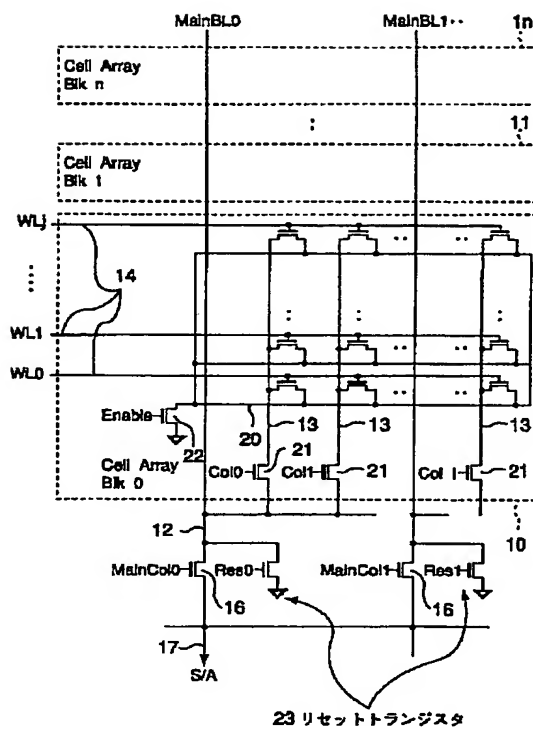 MainBL0 MainBL1·· 1n
Cell Array
Blk n
11
Cell Array
Blk 1
WLj
14
WL1
WL0
Enable
22
20
13 13 13
21
Col0 Col1 21 Col i 21
Cell Array
Blk 0
12
10
MainCol0 Res0 MainCol1 Res1
16 16
17
S/A
23 リセットトランジスタ